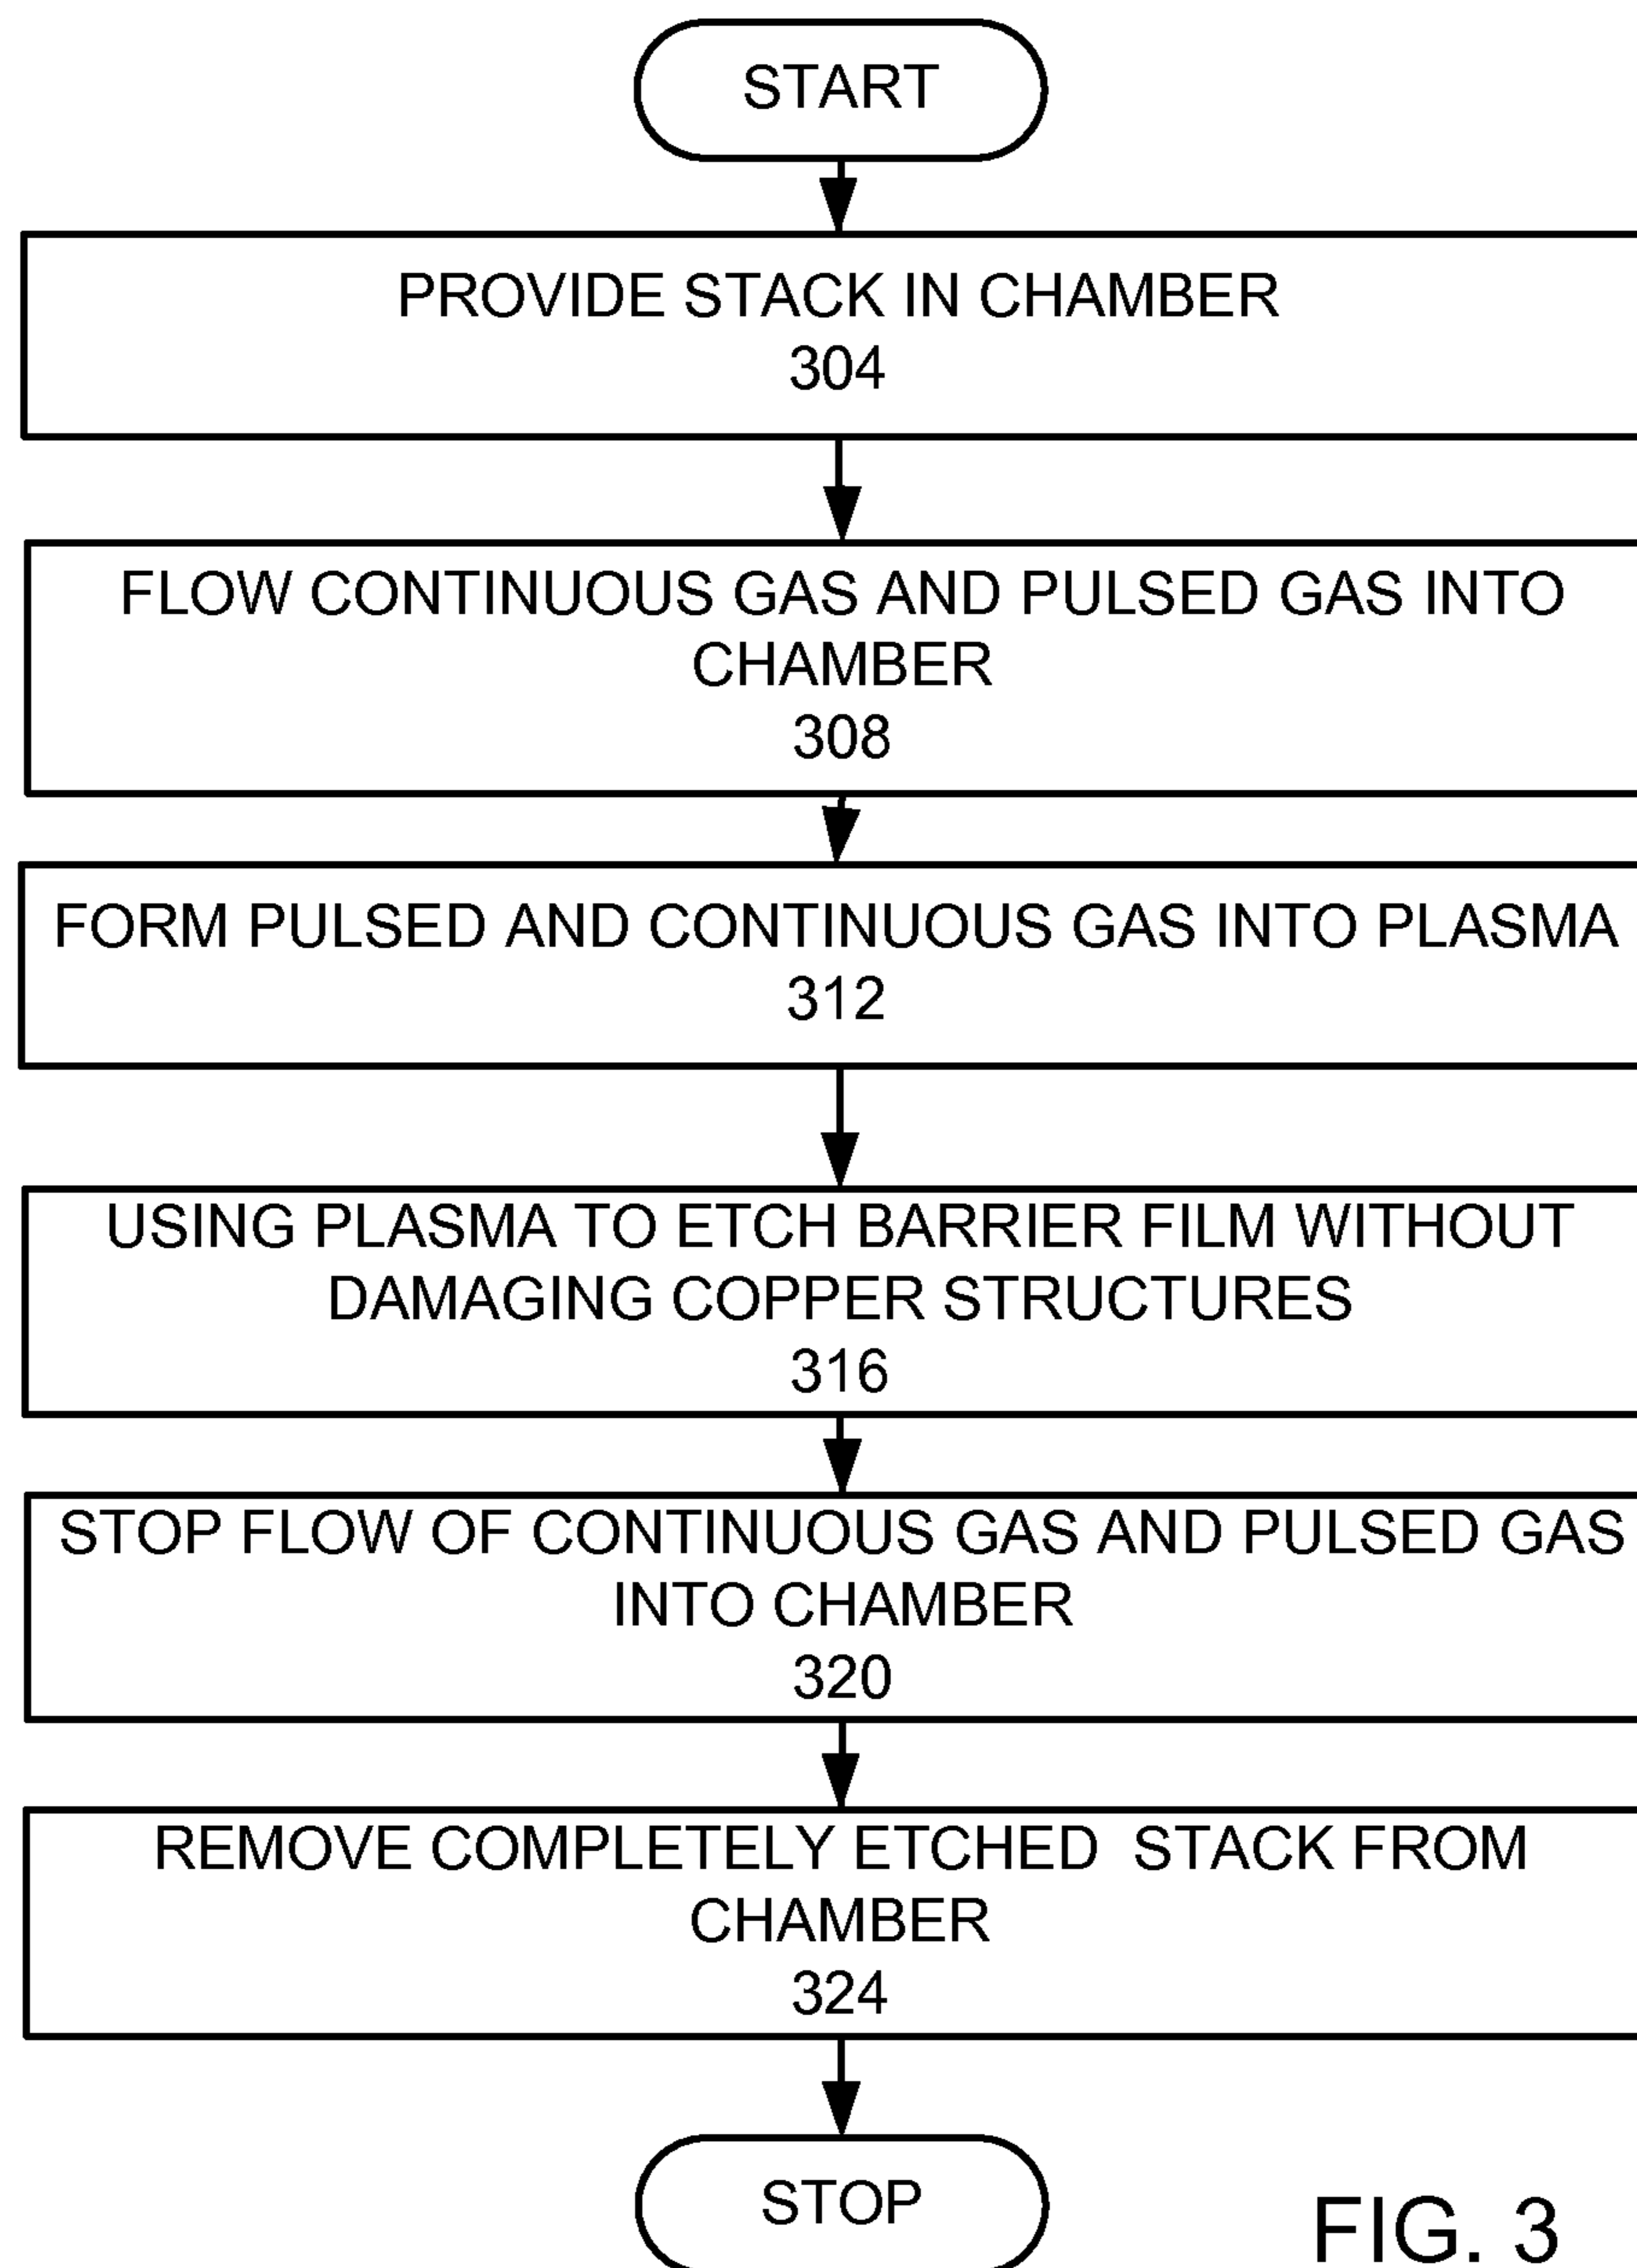 START
PROVIDE STACK IN CHAMBER
304
FLOW CONTINUOUS GAS AND PULSED GAS INTO
CHAMBER
308
FORM PULSED AND CONTINUOUS GAS INTO PLASMA
312
USING PLASMA TO ETCH BARRIER FILM WITHOUT
DAMAGING COPPER STRUCTURES
316
STOP FLOW OF CONTINUOUS GAS AND PULSED GAS
INTO CHAMBER
320
REMOVE COMPLETELY ETCHED  STACK FROM
CHAMBER
324
STOP
FIG. 3